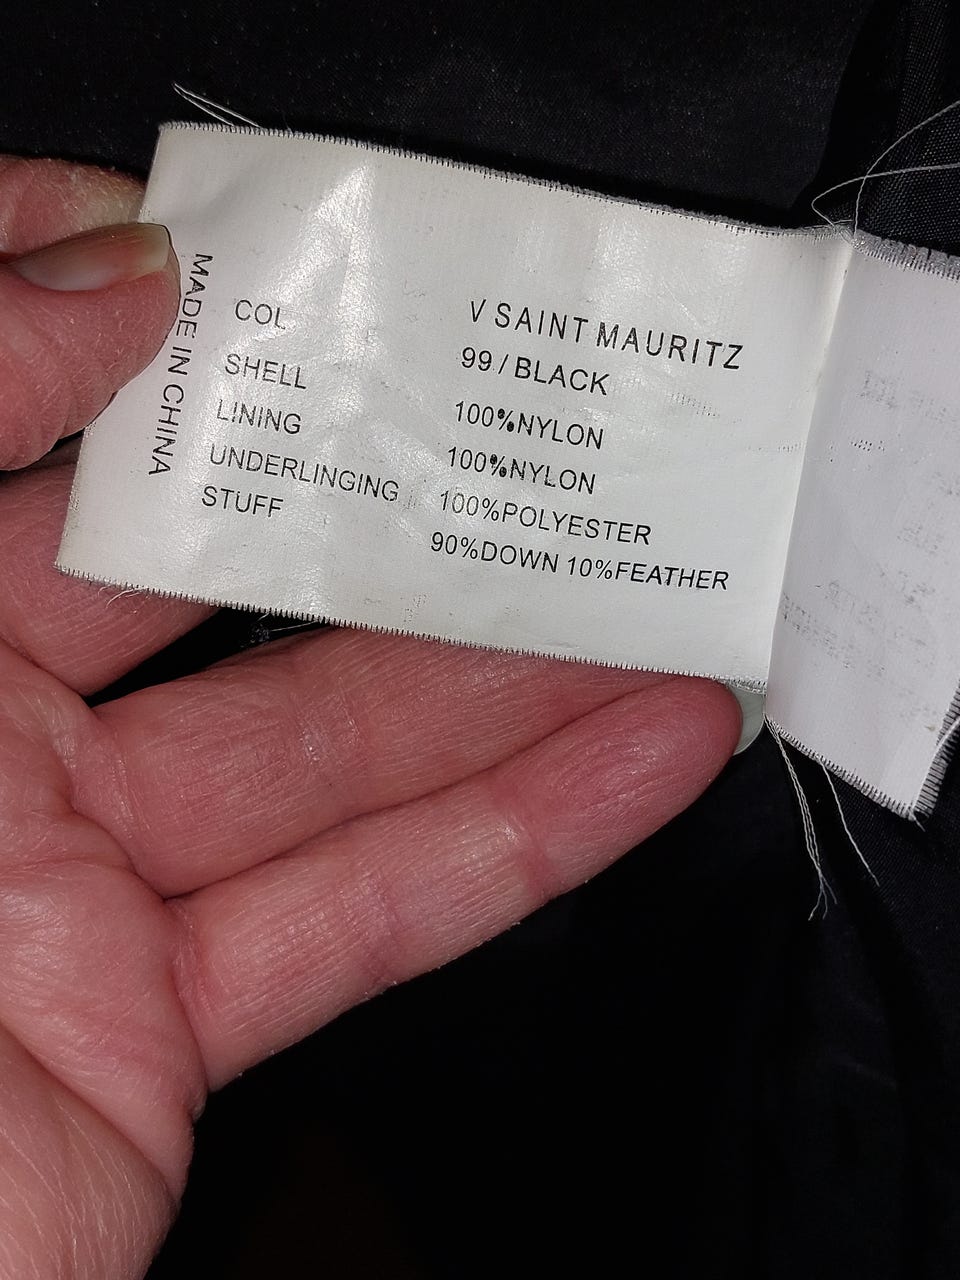 V SAINT MAURITZ
COL 99 / BLACK
SHELL 100%NYLON
LINING 100%NYLON
UNDERLINGING 100%POLYESTER
STUFF 90%DOWN 10%FEATHER
MADE IN CHINA